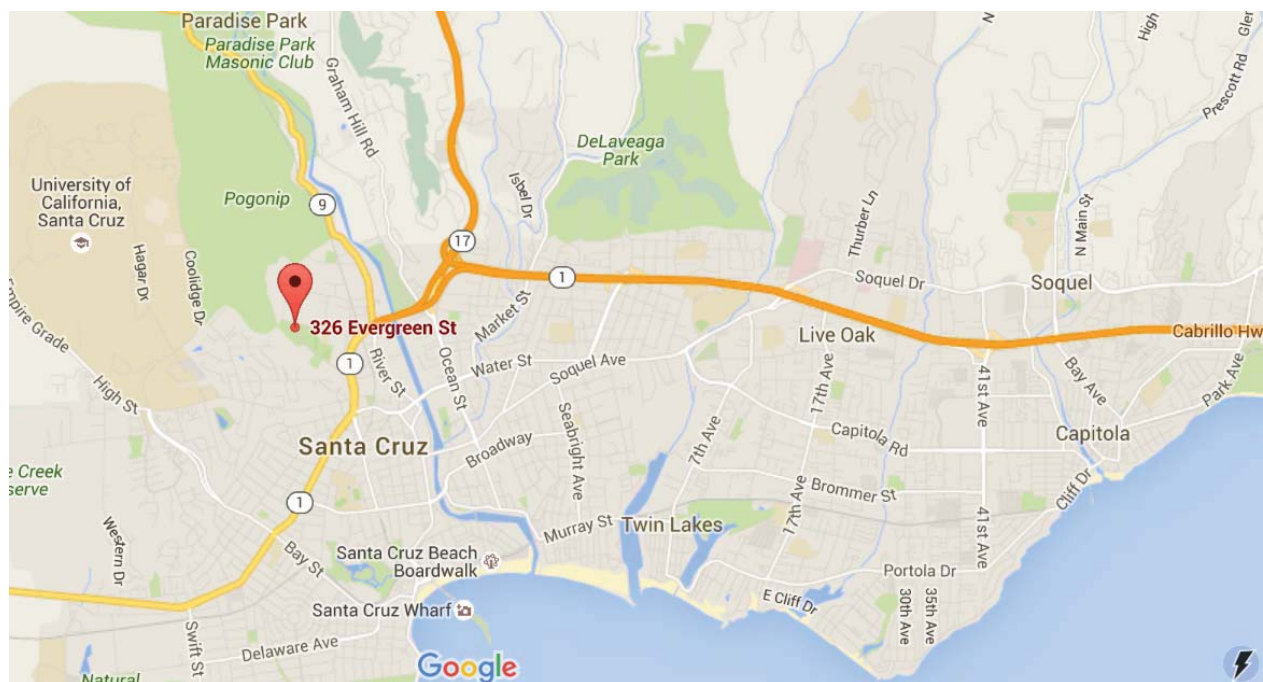 Paradise Park
Paradise Park
Masonic Club
Graham Hill Rd
High
Prescott Rd
Glen
N
DeLaveaga
Park
University of
California,
Santa Cruz
Pogonip
9
Isbel Dr
Thurber Ln
N Main St
Hagar Dr
Coolidge Dr
17
1
Soquel Dr
Soquel
Empire Grade
326 Evergreen St
Market St
Live Oak
Cabrillo Hw
1
River St
Ocean St
Water St
Soquel Ave
41st Ave
Bay Ave
Park Ave
High St
Santa Cruz
Broadway
Seabright Ave
7th Ave
17th Ave
Capitola Rd
Capitola
e Creek
serve
1
Brommer St
Cliff Dr
Western Dr
Bay St
Murray St
Twin Lakes
17th Ave
41st Ave
Santa Cruz Beach
Boardwalk
Portola Dr
Santa Cruz Wharf
E Cliff Dr
30th Ave
35th Ave
Swift St
Delaware Ave
Google
Natural